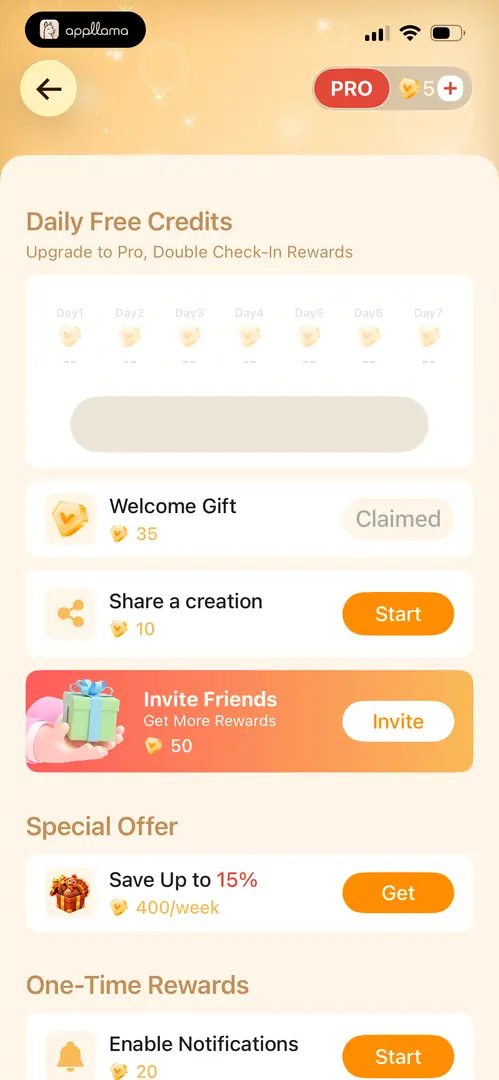 appllama
PRO 5
Daily Free Credits
Upgrade to Pro, Double Check-In Rewards
Day1 Day2 Day3 Day4 Day5 Day6 Day7
-- -- -- -- -- -- --
Welcome Gift
35
Claimed
Share a creation
10
Start
Invite Friends
Get More Rewards
50
Invite
Special Offer
Save Up to 15%
400/week
Get
One-Time Rewards
Enable Notifications
20
Start